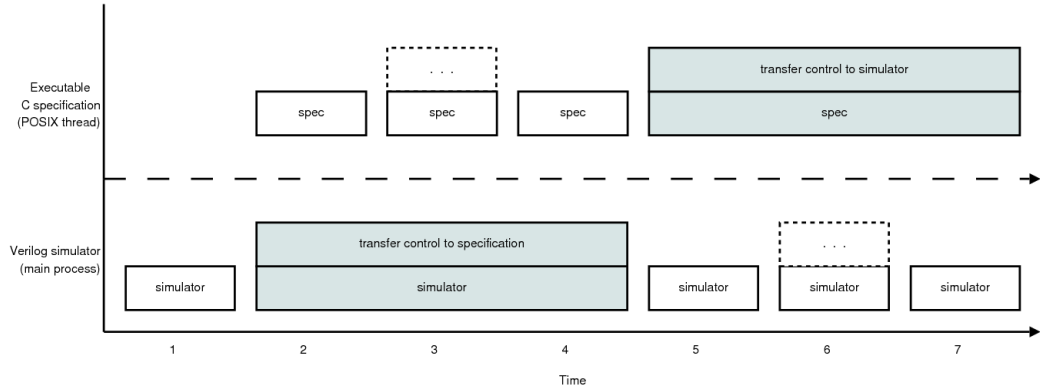 Executable
C specification
(POSIX thread)
. . .
transfer control to simulator
spec
spec
spec
spec
Verilog simulator
(main process)
transfer control to specification
. . .
simulator
simulator
simulator
simulator
simulator
1
2
3
4
5
6
7
Time